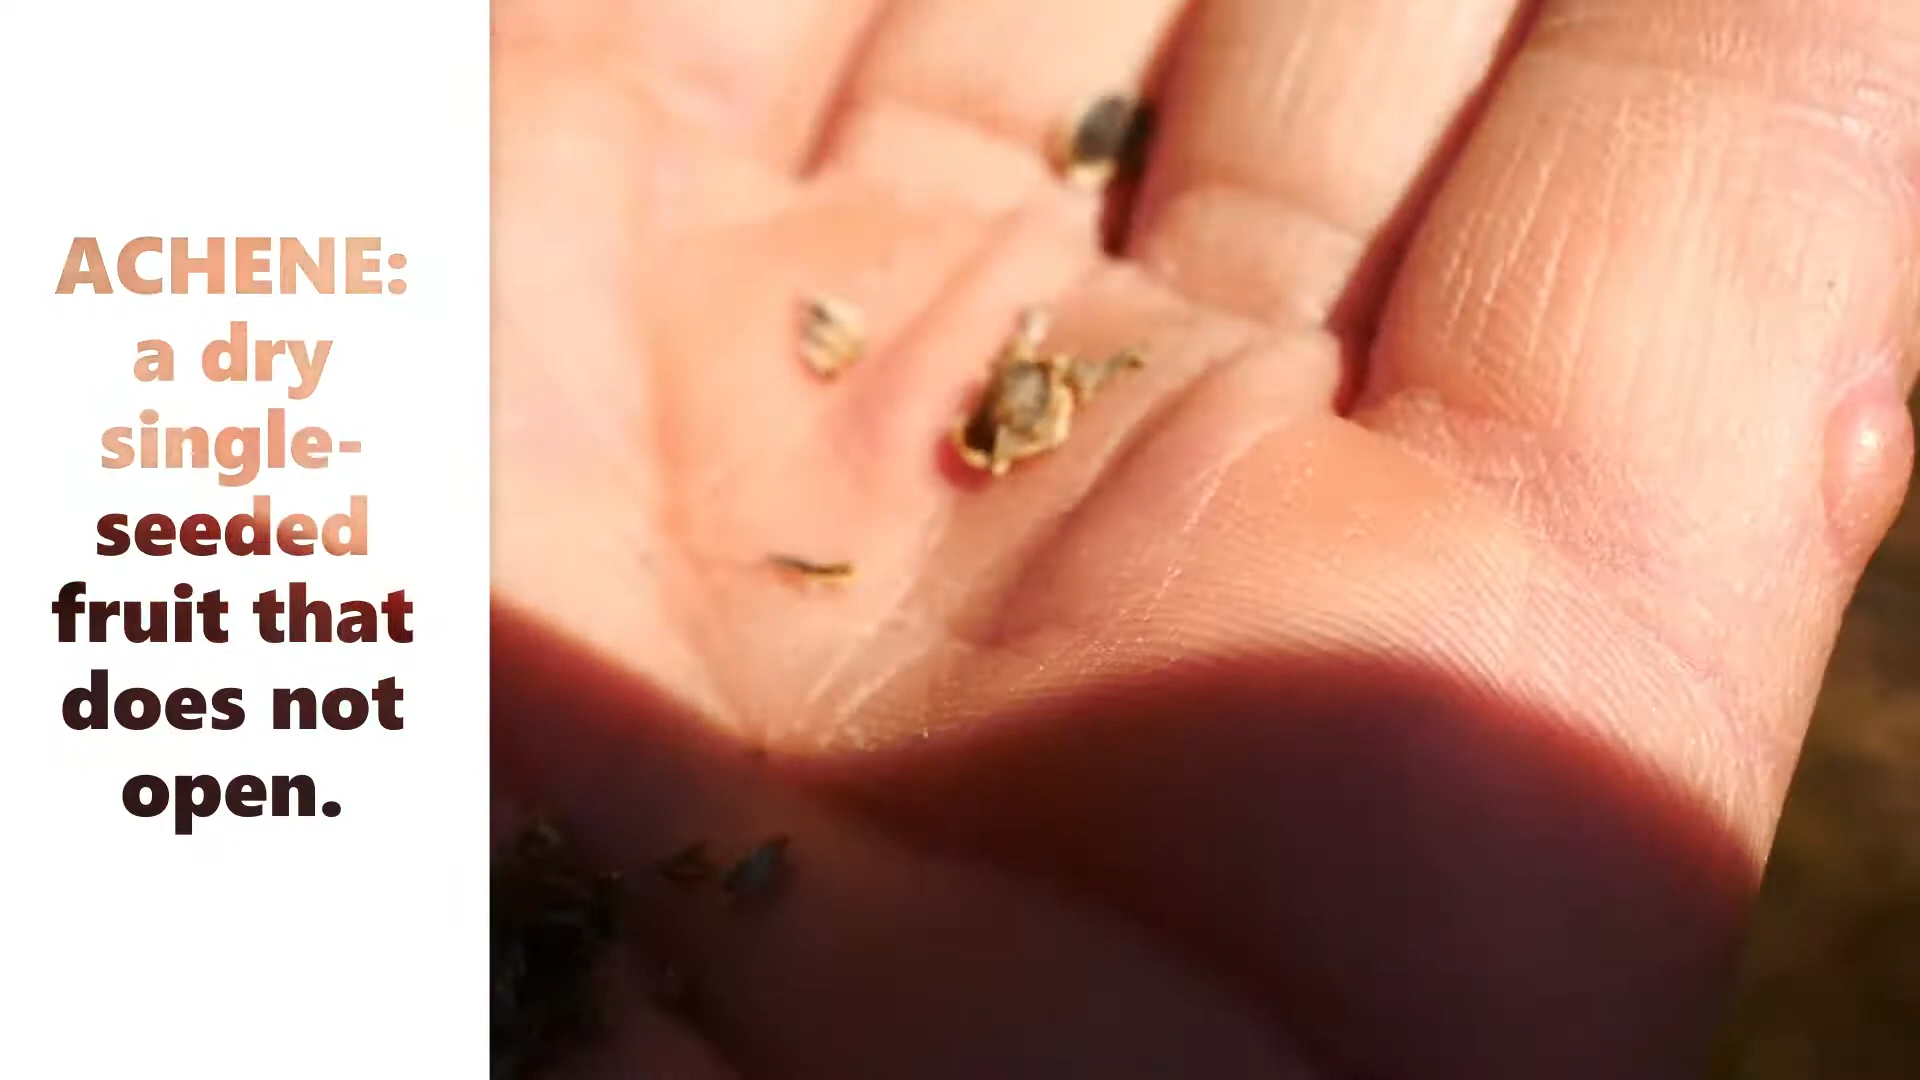 ACHENE:
a dry
single-
seeded
fruit that
does not
open.